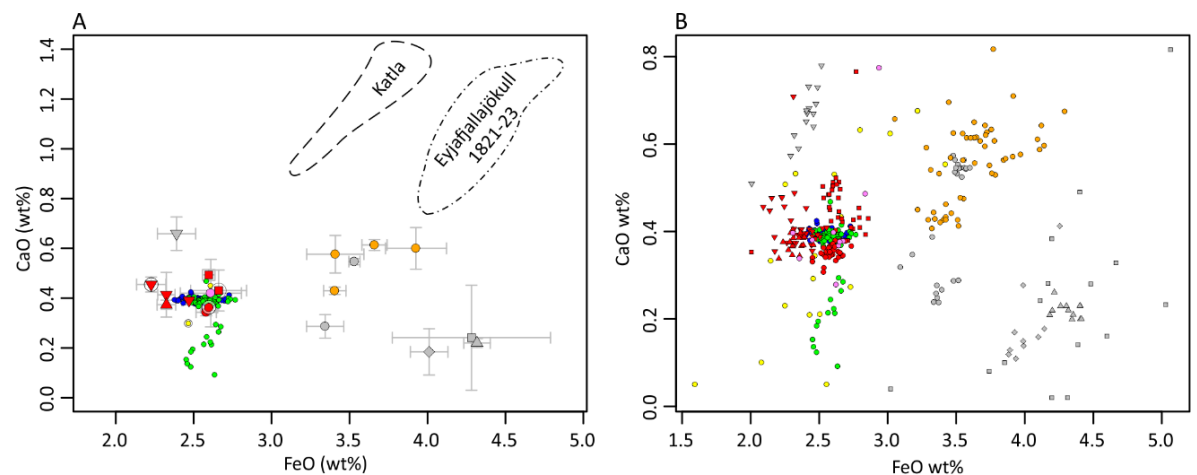 A
B
1.4
1.2
1.0
0.8
0.6
0.4
0.2
0.0
CaO (wt%)
Katla
Eyjafjallajökull
1821-23
2.0 2.5 3.0 3.5 4.0 4.5 5.0
FeO (wt%)
0.8
0.6
0.4
0.2
0.0
CaO wt%
1.5 2.0 2.5 3.0 3.5 4.0 4.5 5.0
FeO wt%